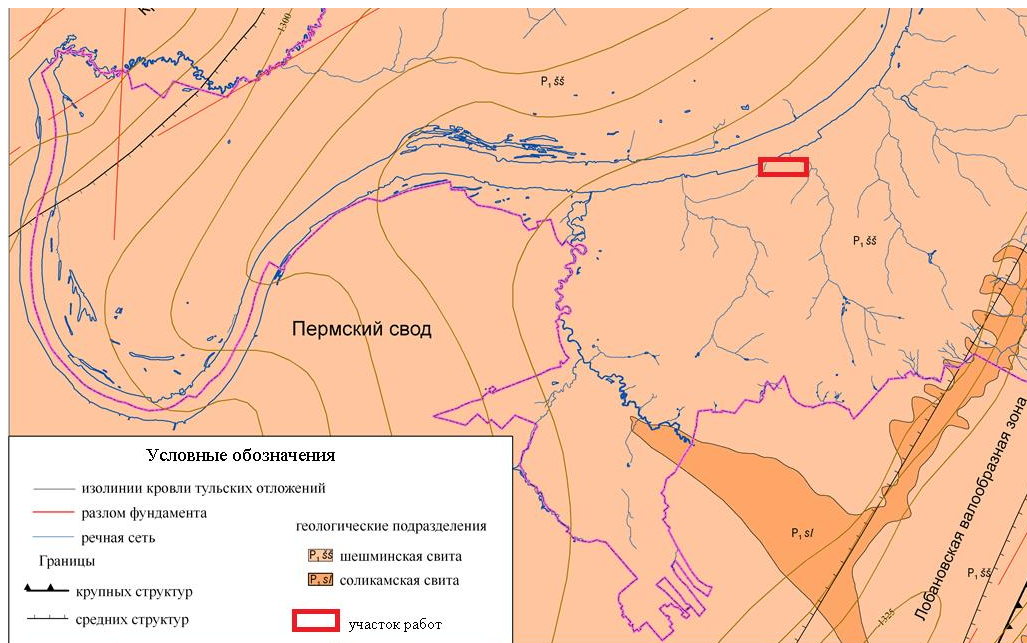 1300
P₁ šš
P₁ šš
Пермский свод
Лобановская валообразная зона
P₁ sl
P₁ šš
1325
Условные обозначения
изолинии кровли тульских отложений
разлом фундамента
речная сеть
Границы
крупных структур
средних структур
геологические подразделения
P₁ šš шешминская свита
P₁ sl соликамская свита
участок работ